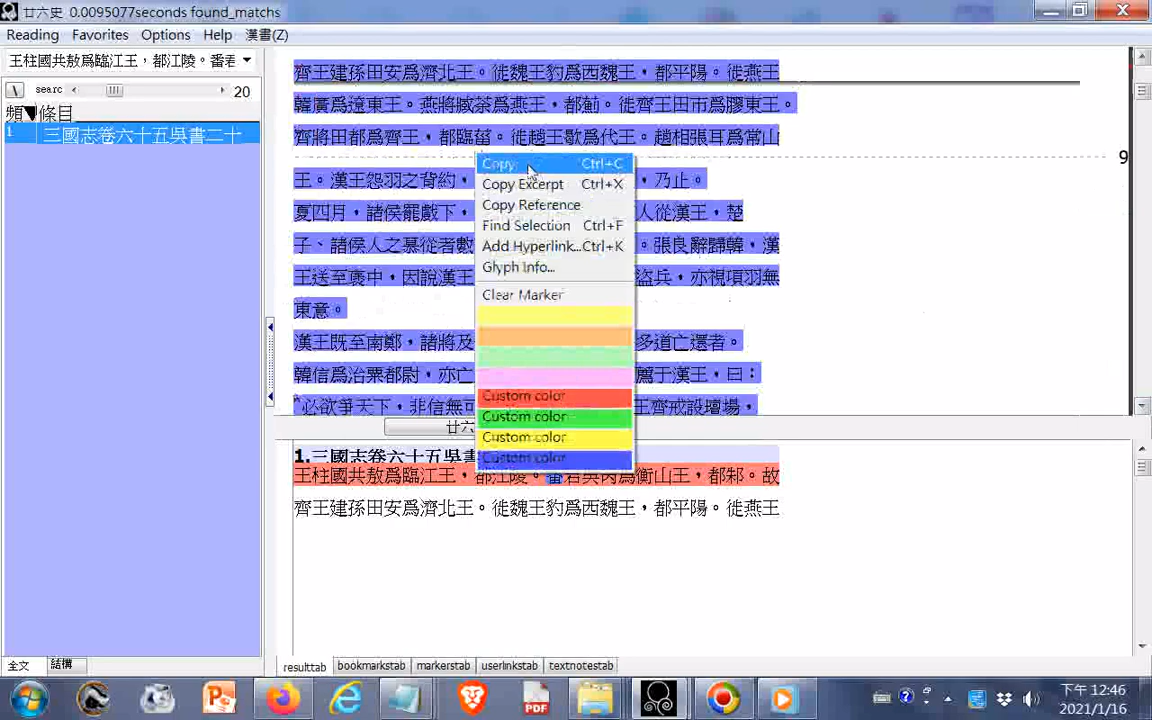 廿六史 0.0095077seconds found_matchs
Reading Favorites Options Help 漢書(Z)
王柱國共敖爲臨江王，都江陵。番君
searc 20
頻 條目
1 三國志卷六十五吳書二十
齊王建孫田安爲濟北王。徙魏王豹爲西魏王，都平陽。徙燕王
韓廣爲遼東王。燕將臧荼爲燕王，都薊。徙齊王田市爲膠東王。
齊將田都爲齊王，都臨菑。徙趙王歇爲代王。趙相張耳爲常山
9
王。漢王怨羽之背約， ，乃止。
夏四月，諸侯罷戲下， 人從漢王，楚
子、諸侯人之慕從者數 。張良辭歸韓，漢
王送至襃中，因說漢王 盜兵，亦視項羽無
東意。
漢王既至南鄭，諸將及 多道亡還者。
韓信爲治粟都尉，亦亡 薦于漢王，曰：
必欲爭天下，非信無可 王齊戒設壇場，
Copy Ctrl+C
Copy Excerpt Ctrl+X
Copy Reference
Find Selection Ctrl+F
Add Hyperlink...Ctrl+K
Glyph Info...
Clear Marker
Custom color
Custom color
Custom color
Custom color
廿六
1.三國志卷六十五吳書
王柱國共敖爲臨江王，都江陵。番君吳芮爲衡山王，都邾。故
齊王建孫田安爲濟北王。徙魏王豹爲西魏王，都平陽。徙燕王
全文 結構
resulttab bookmarkstab markerstab userlinkstab textnotestab
PDF
下午 12:46
2021/1/16